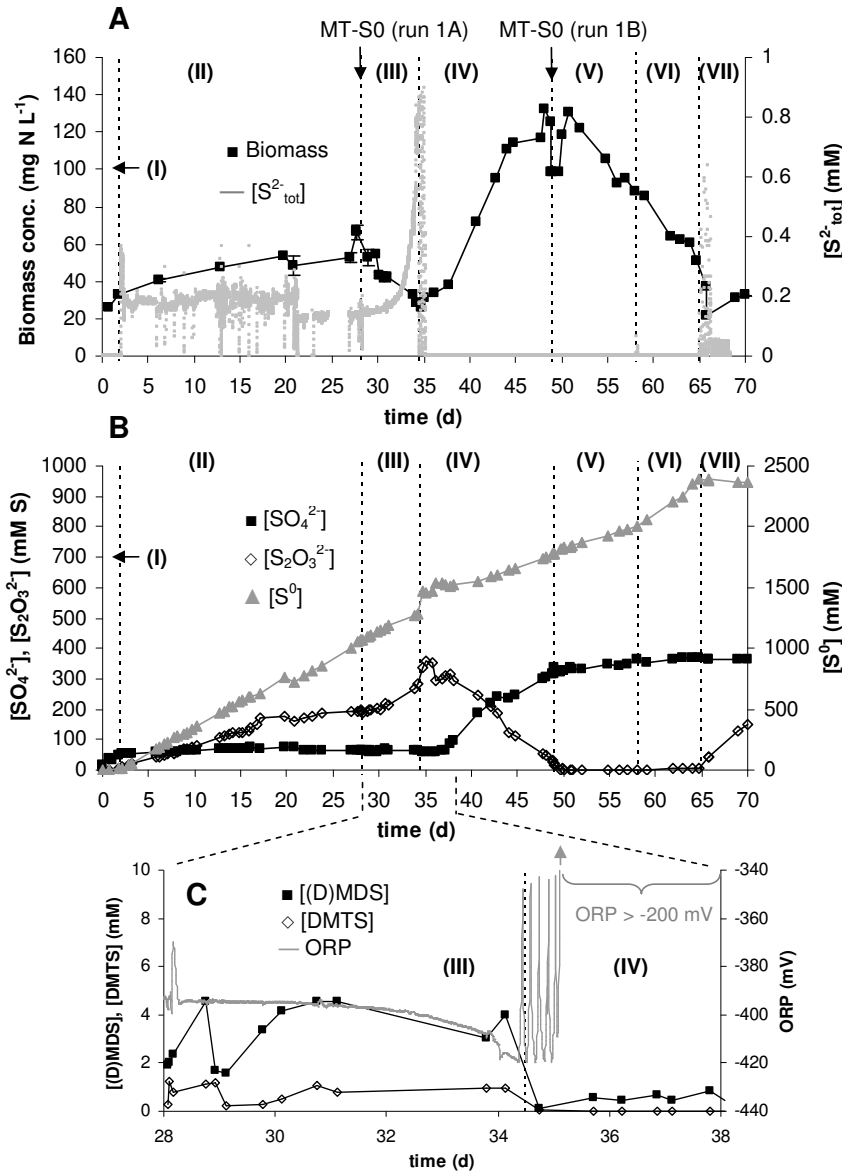 A
MT-S0 (run 1A)
MT-S0 (run 1B)
160
140
120
100
80
60
40
20
0
Biomass conc. (mg N L⁻¹)
1
0.8
0.6
0.4
0.2
0
[S²⁻tot] (mM)
(I)
(II)
(III)
(IV)
(V)
(VI)
(VII)
Biomass
[S²⁻tot]
0 5 10 15 20 25 30 35 40 45 50 55 60 65 70
time (d)
B
1000
900
800
700
600
500
400
300
200
100
0
[SO₄²⁻], [S₂O₃²⁻] (mM S)
2500
2000
1500
1000
500
0
[S⁰] (mM)
(I)
(II)
(III)
(IV)
(V)
(VI)
(VII)
[SO₄²⁻]
[S₂O₃²⁻]
[S⁰]
0 5 10 15 20 25 30 35 40 45 50 55 60 65 70
time (d)
C
10
8
6
4
2
0
[(D)MDS], [DMTS] (mM)
-340
-360
-380
-400
-420
-440
ORP (mV)
[(D)MDS]
[DMTS]
ORP
ORP > -200 mV
(III)
(IV)
28 30 32 34 36 38
time (d)